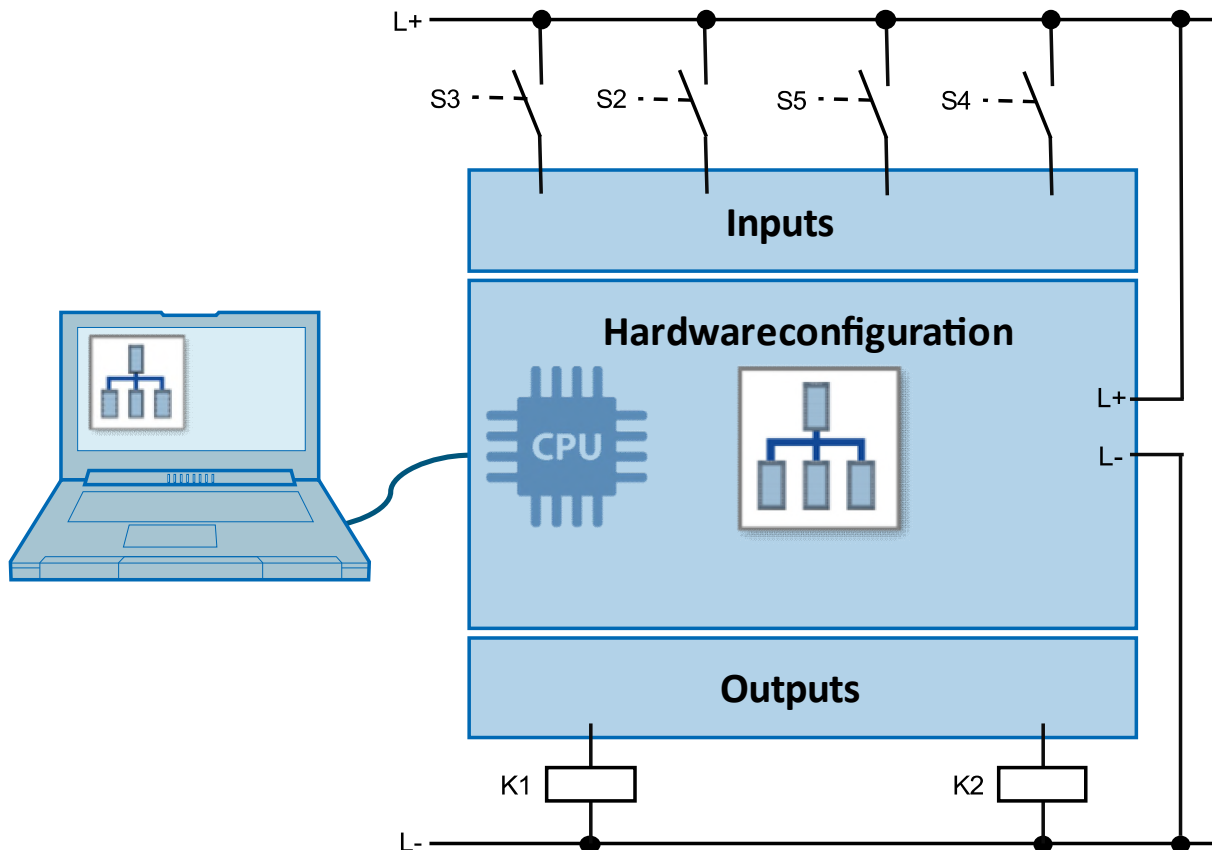 L+
S3
S2
S5
S4
Inputs
Hardwareconfiguration
CPU
L+
L-
Outputs
K1
K2
L-